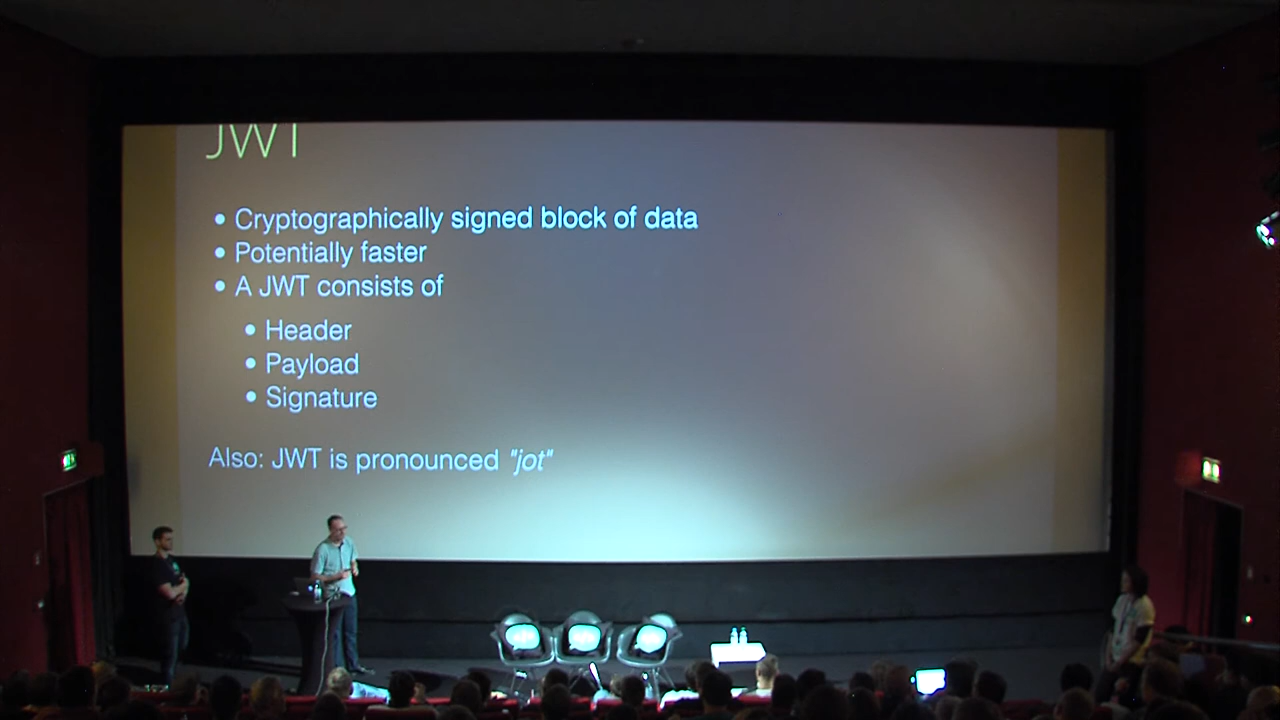 JWT
• Cryptographically signed block of data
• Potentially faster
• A JWT consists of
• Header
• Payload
• Signature
Also: JWT is pronounced "jot"